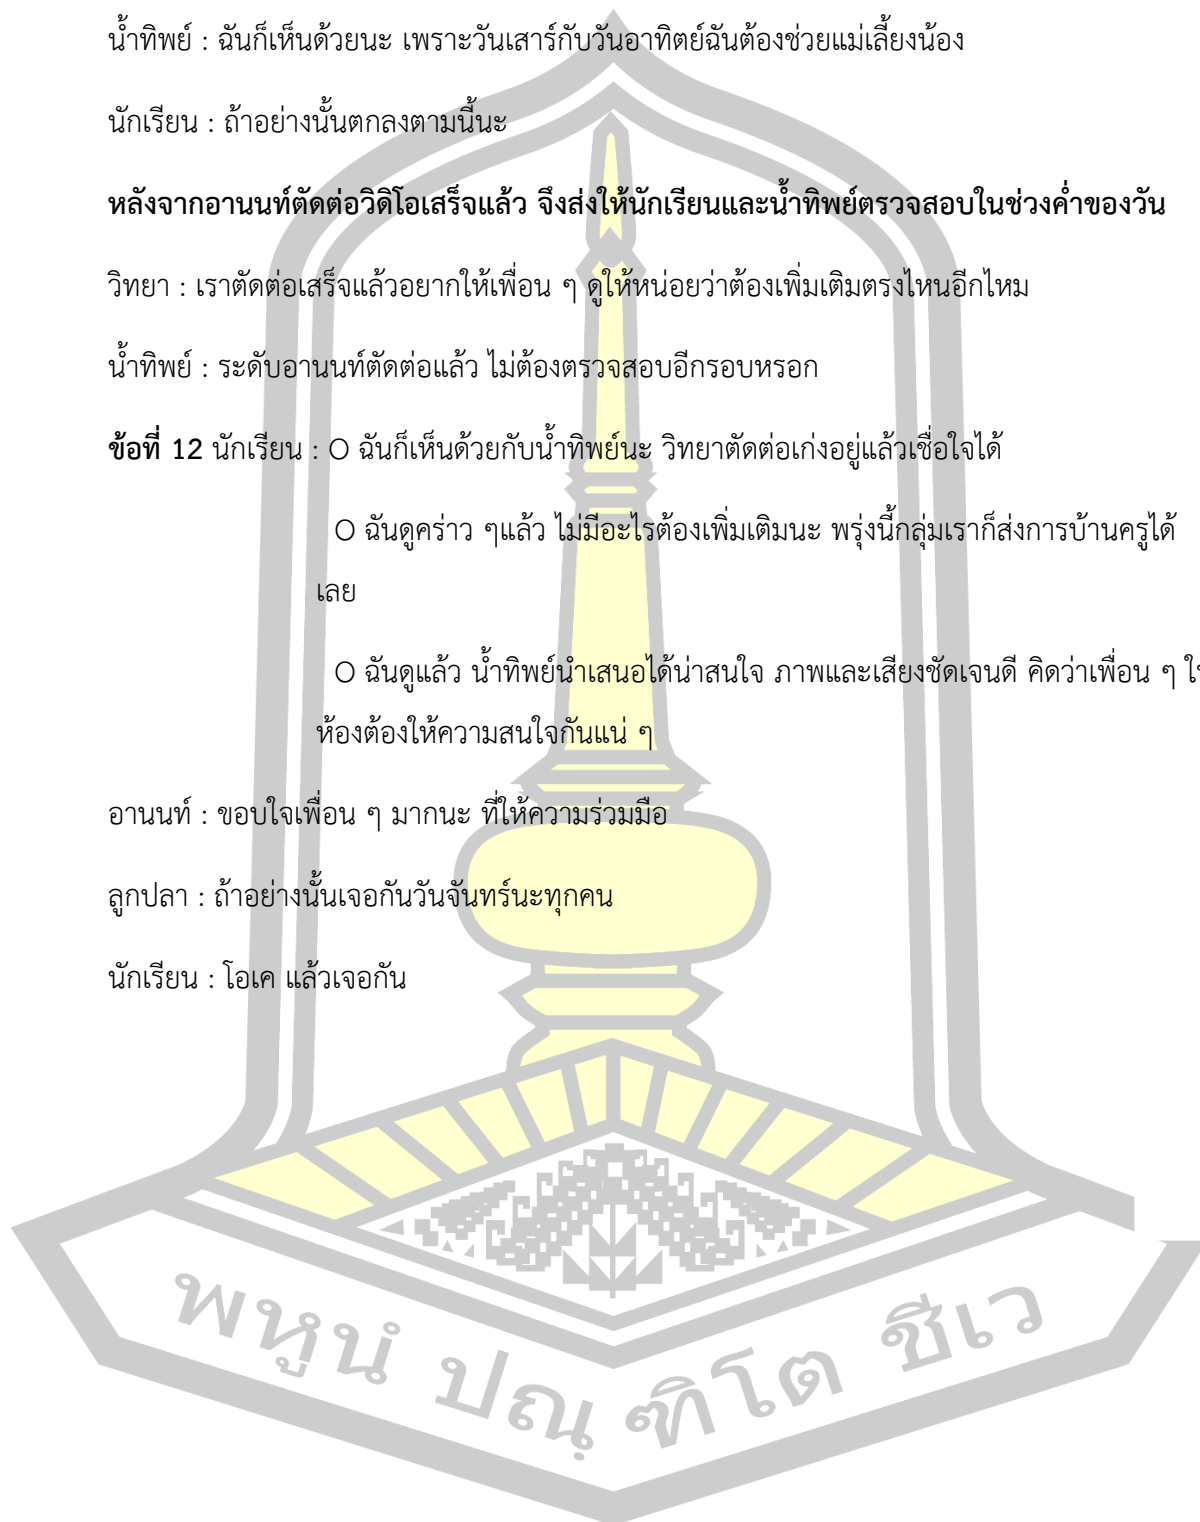 น้ำทิพย์ : ฉันก็เห็นด้วยนะ เพราะวันเสาร์กับวันอาทิตย์ฉันต้องช่วยแม่เลี้ยงน้อง
นักเรียน : ถ้าอย่างนั้นตกลงตามนี้นะ
หลังจากอานนท์ตัดต่อวิดิโอเสร็จแล้ว จึงส่งให้นักเรียนและน้ำทิพย์ตรวจสอบในช่วงค่ำของวัน
วิทยา : เราตัดต่อเสร็จแล้วอยากให้เพื่อน ๆ ดูให้หน่อยว่าต้องเพิ่มเติมตรงไหนอีกไหม
น้ำทิพย์ : ระดับอานนท์ตัดต่อแล้ว ไม่ต้องตรวจสอบอีกรอบหรอก
ข้อที่ 12 นักเรียน : O ฉันก็เห็นด้วยกับน้ำทิพย์นะ วิทยาตัดต่อเก่งอยู่แล้วเชื่อใจได้
O ฉันดูคร่าว ๆแล้ว ไม่มีอะไรต้องเพิ่มเติมนะ พรุ่งนี้กลุ่มเราก็ส่งการบ้านครูได้
เลย
O ฉันดูแล้ว น้ำทิพย์นำเสนอได้น่าสนใจ ภาพและเสียงชัดเจนดี คิดว่าเพื่อน ๆ
ห้องต้องให้ความสนใจกันแน่ ๆ
อานนท์ : ขอบใจเพื่อน ๆ มากนะ ที่ให้ความร่วมมือ
ลูกปลา : ถ้าอย่างนั้นเจอกันวันจันทร์นะทุกคน
นักเรียน : โอเค แล้วเจอกัน
พหูนํ ปณฺฑิโต ชีเว